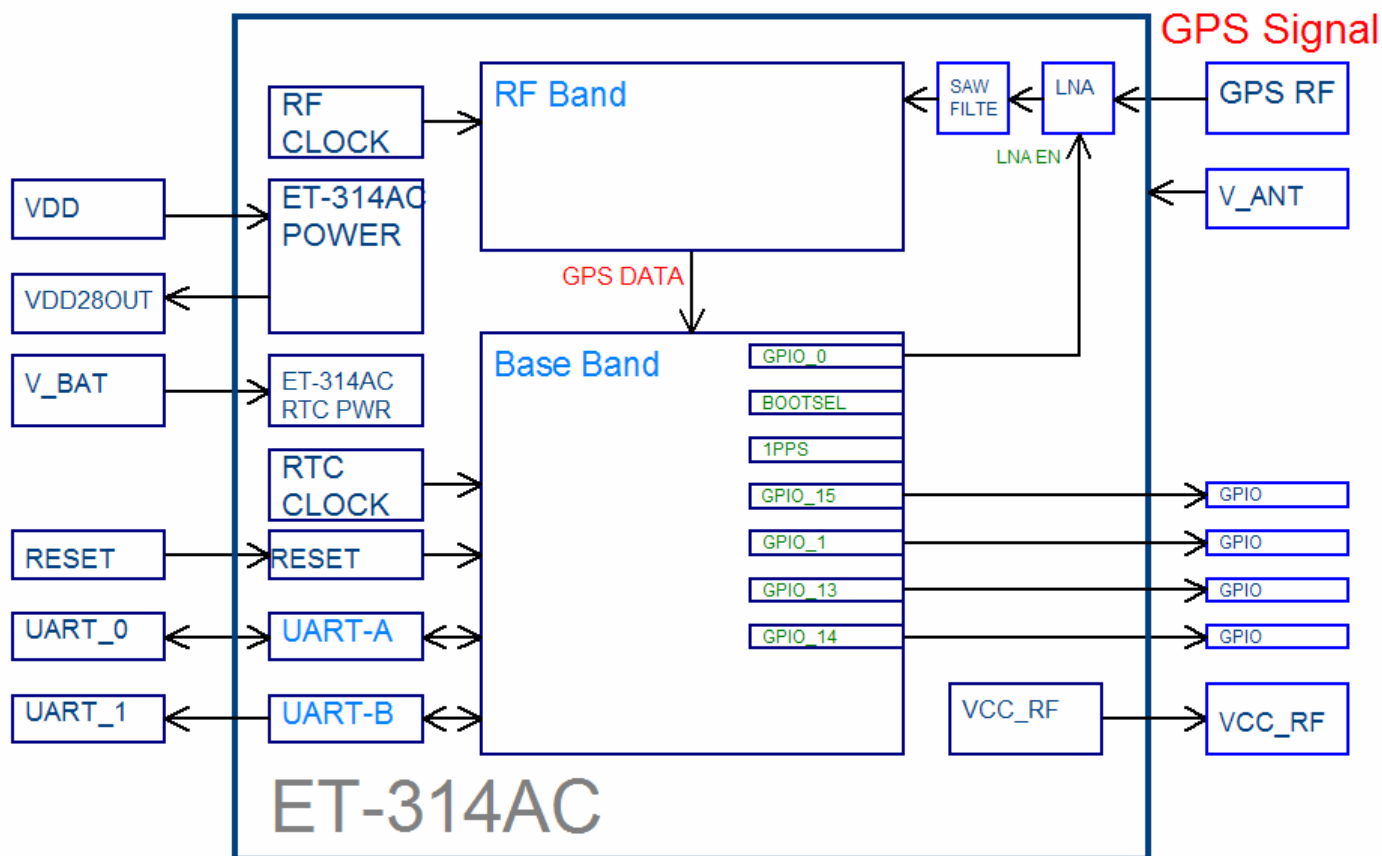 GPS Signal
RF
CLOCK
RF Band
SAW
FILTE
LNA
GPS RF
LNA EN
VDD
ET-314AC
POWER
V_ANT
VDD28OUT
GPS DATA
V_BAT
ET-314AC
RTC PWR
Base Band
GPIO_0
BOOTSEL
1PPS
RTC
CLOCK
GPIO_15
GPIO
RESET
RESET
GPIO_1
GPIO
GPIO_13
GPIO
UART_0
UART-A
GPIO_14
GPIO
UART_1
UART-B
VCC_RF
VCC_RF
ET-314AC